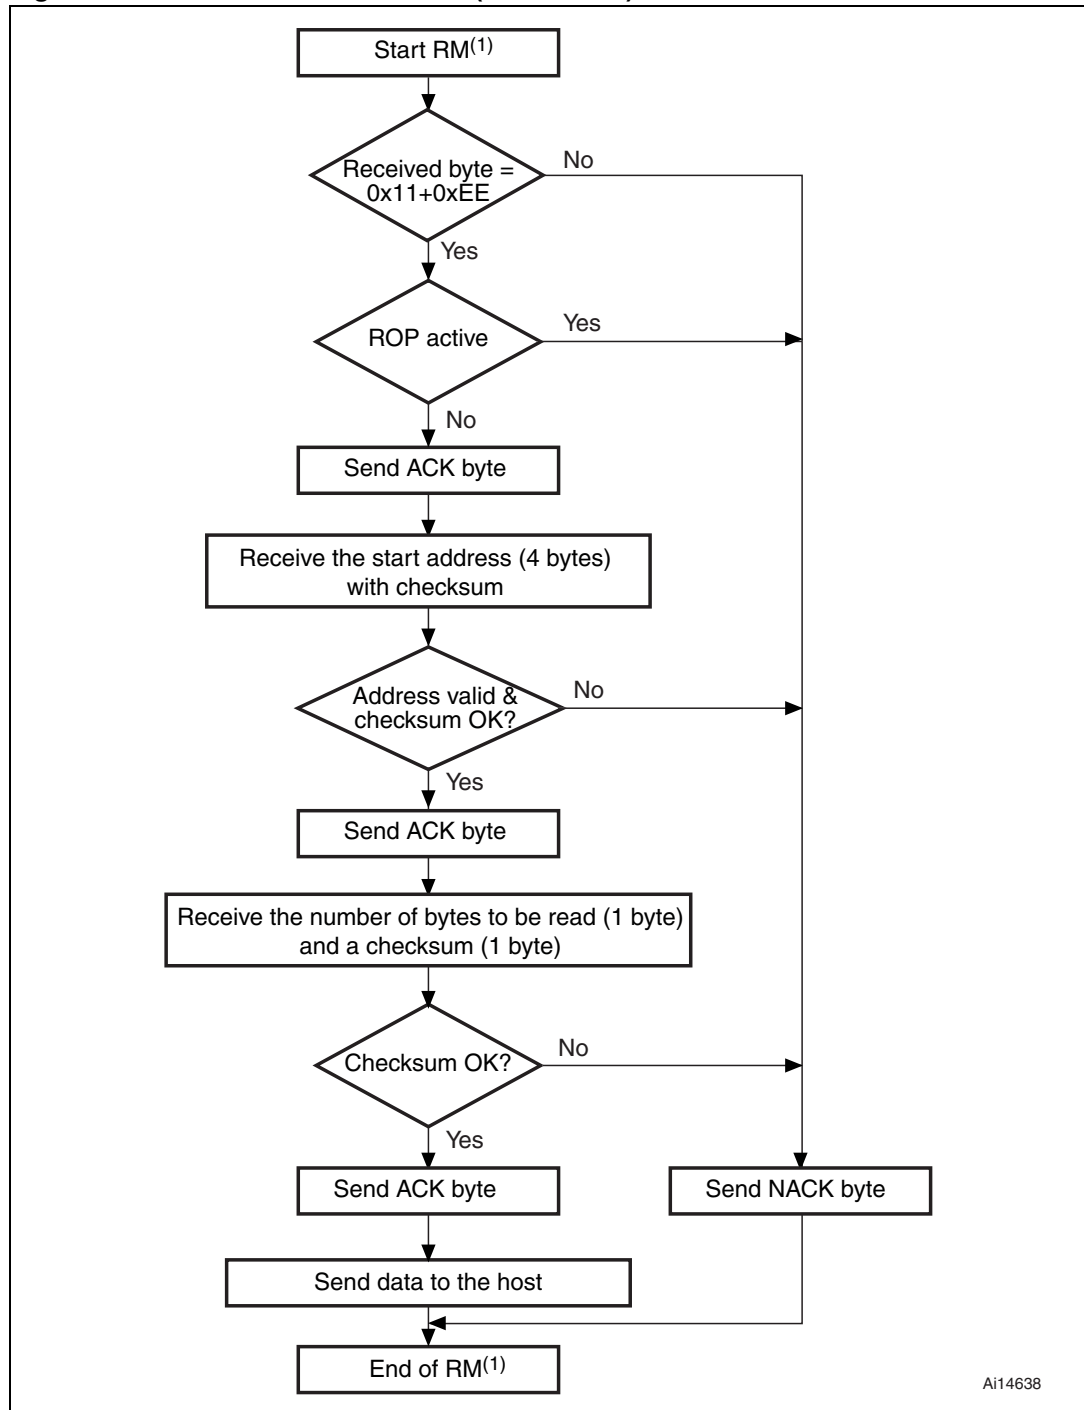 Start RM(1)
Received byte =
0x11+0xEE
No
Yes
ROP active
Yes
No
Send ACK byte
Receive the start address (4 bytes)
with checksum
Address valid &
checksum OK?
No
Yes
Send ACK byte
Receive the number of bytes to be read (1 byte)
and a checksum (1 byte)
Checksum OK?
No
Yes
Send ACK byte
Send NACK byte
Send data to the host
End of RM(1)
Ai14638